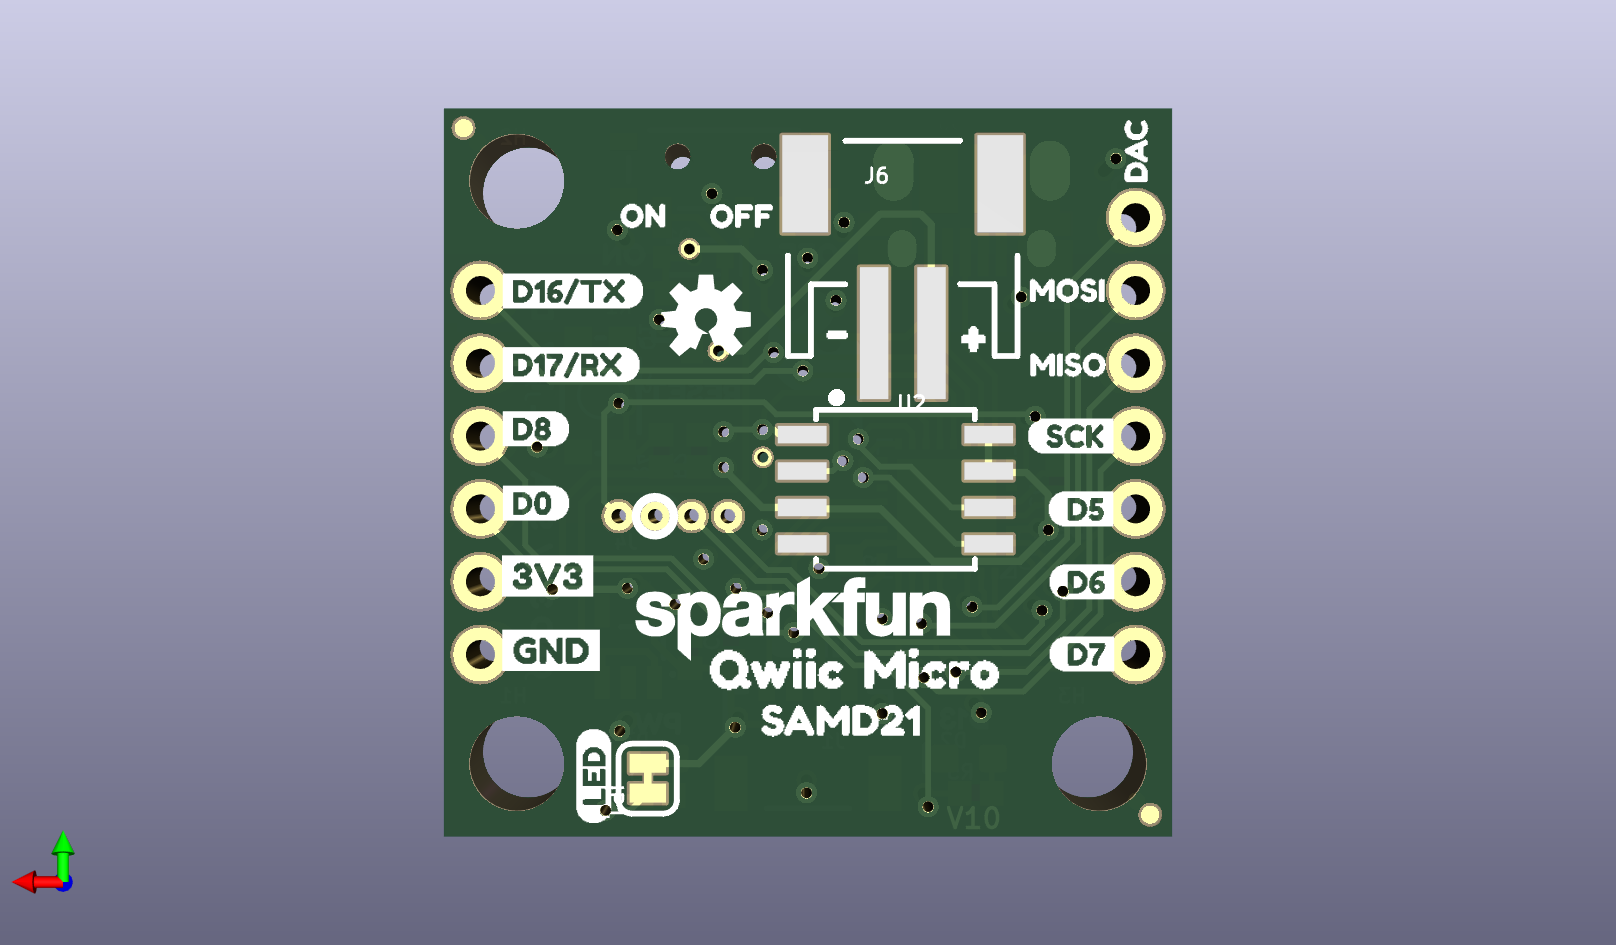 DAC
J6
ON OFF
D16/TX
MOSI
- +
D17/RX
MISO
U2
D8
SCK
D0
D5
3V3
D6
sparkfun
GND
D7
Qwiic Micro
SAMD21
LED
V10